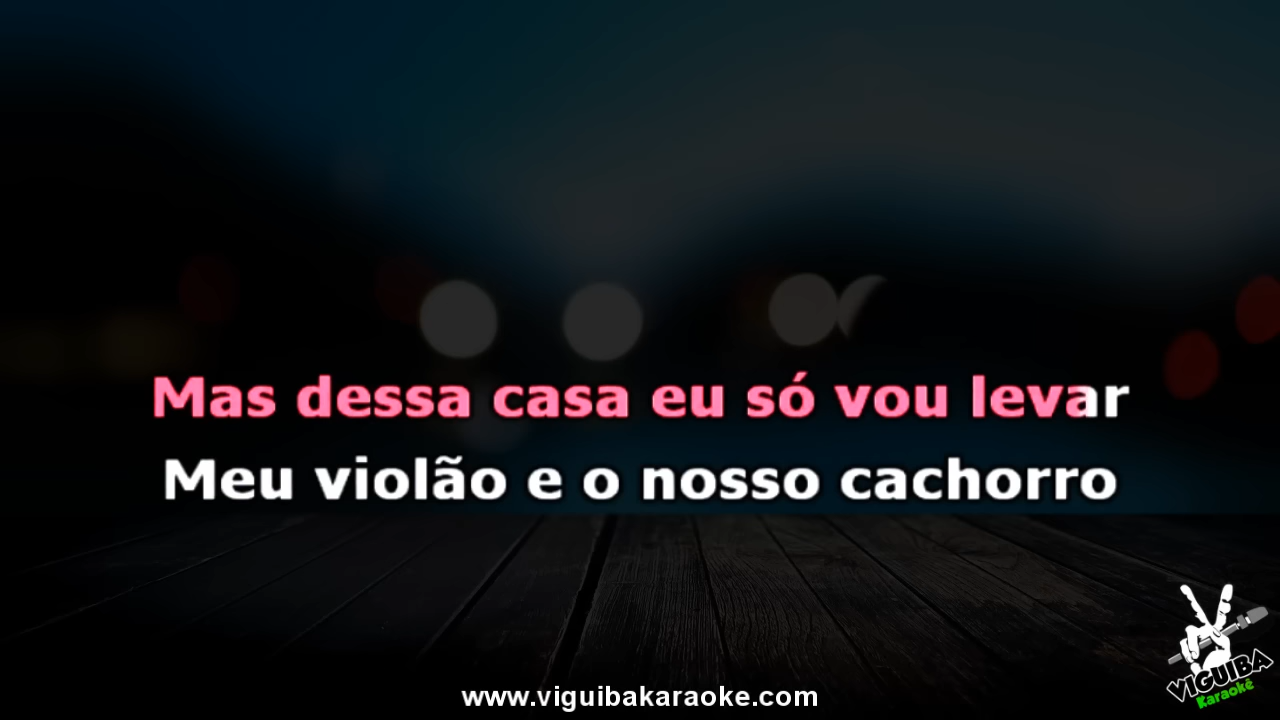 Mas dessa casa eu só vou levar
Meu violão e o nosso cachorro
VIGUIBA
Karaokê
www.viguibakaraoke.com